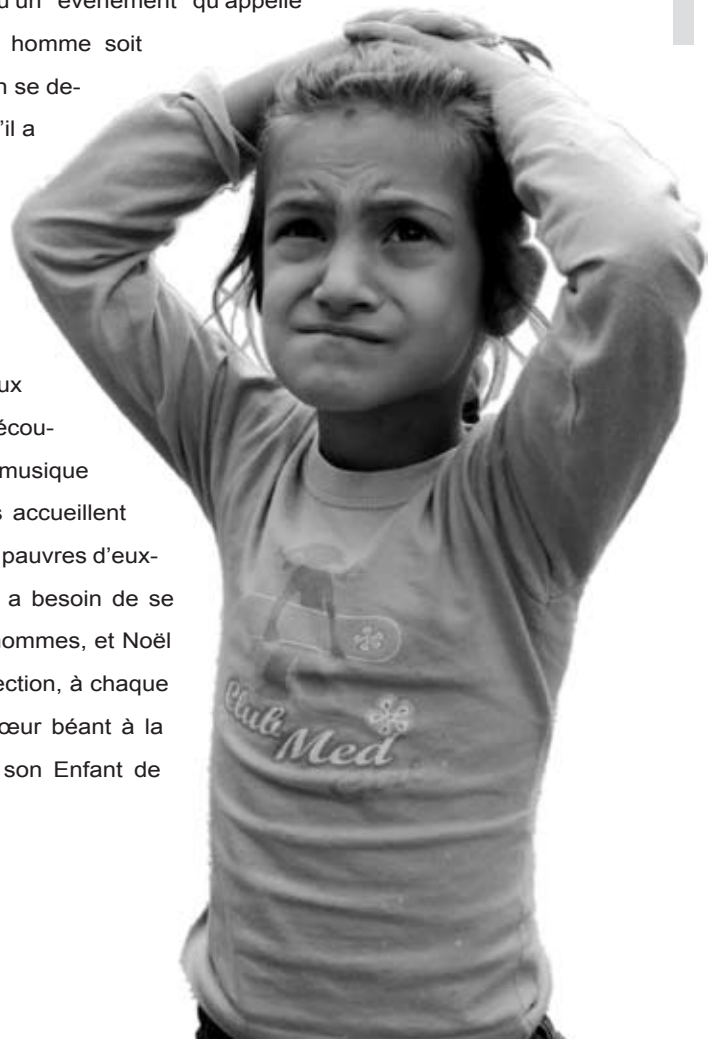 u'un événement qu'appelle
homme soit
n se de-
'il a
ux
écou-
musique
s accueillent
pauvres d'eux-
a besoin de se
hommes, et Noël
ection, à chaque
œur béant à la
son Enfant de
Club
Med